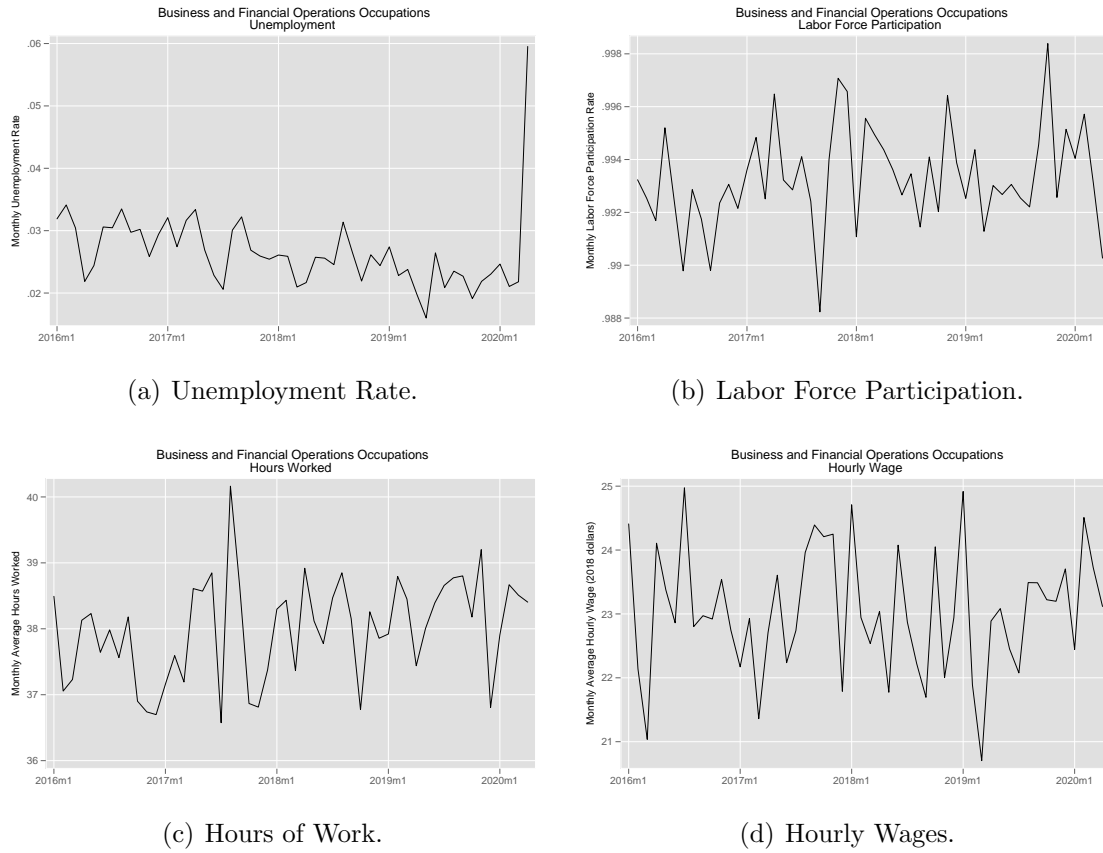 Business and Financial Operations Occupations
Unemployment
Monthly Unemployment Rate
.06
.05
.04
.03
.02
2016m1 2017m1 2018m1 2019m1 2020m1
(a) Unemployment Rate.
Business and Financial Operations Occupations
Labor Force Participation
Monthly Labor Force Participation Rate
.998
.996
.994
.992
.99
.988
2016m1 2017m1 2018m1 2019m1 2020m1
(b) Labor Force Participation.
Business and Financial Operations Occupations
Hours Worked
Monthly Average Hours Worked
40
39
38
37
36
2016m1 2017m1 2018m1 2019m1 2020m1
(c) Hours of Work.
Business and Financial Operations Occupations
Hourly Wage
Monthly Average Hourly Wage (2018 dollars)
25
24
23
22
21
2016m1 2017m1 2018m1 2019m1 2020m1
(d) Hourly Wages.